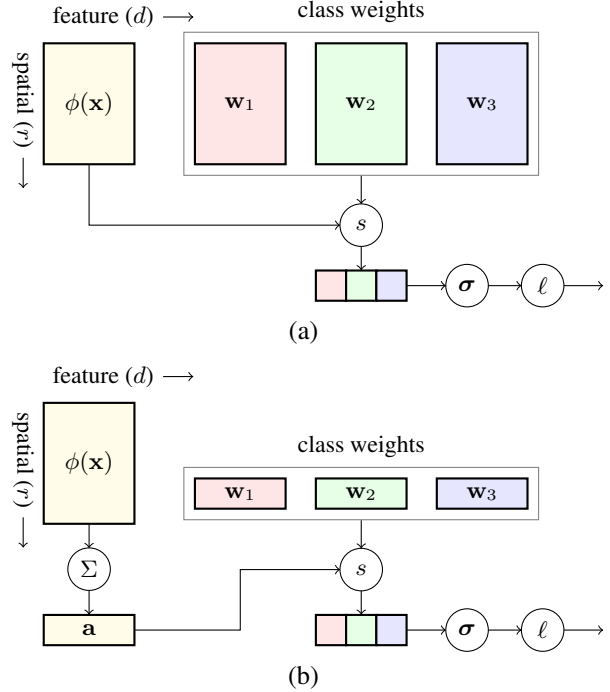 feature (d) →
class weights
spatial (r) →
ϕ(x)
w₁
w₂
w₃
s
σ
ℓ
(a)
feature (d) →
spatial (r) →
ϕ(x)
class weights
w₁
w₂
w₃
Σ
s
a
σ
ℓ
(b)